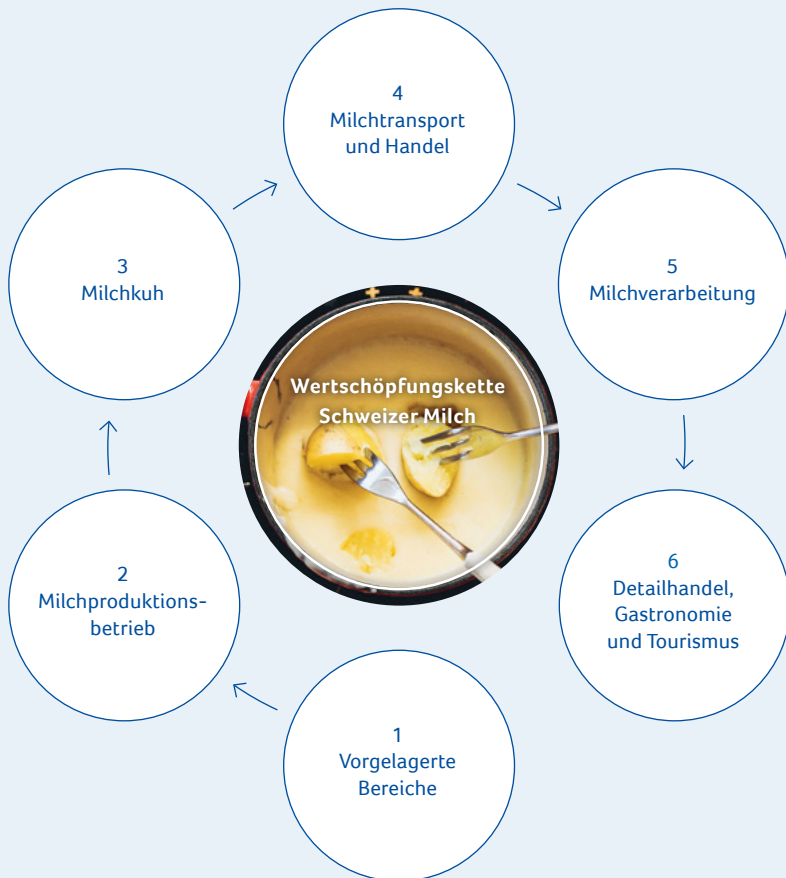 Wertschöpfungskette
Schweizer Milch
1
Vorgelagerte
Bereiche
2
Milchproduktions-
betrieb
3
Milchkuh
4
Milchtransport
und Handel
5
Milchverarbeitung
6
Detailhandel,
Gastronomie
und Tourismus